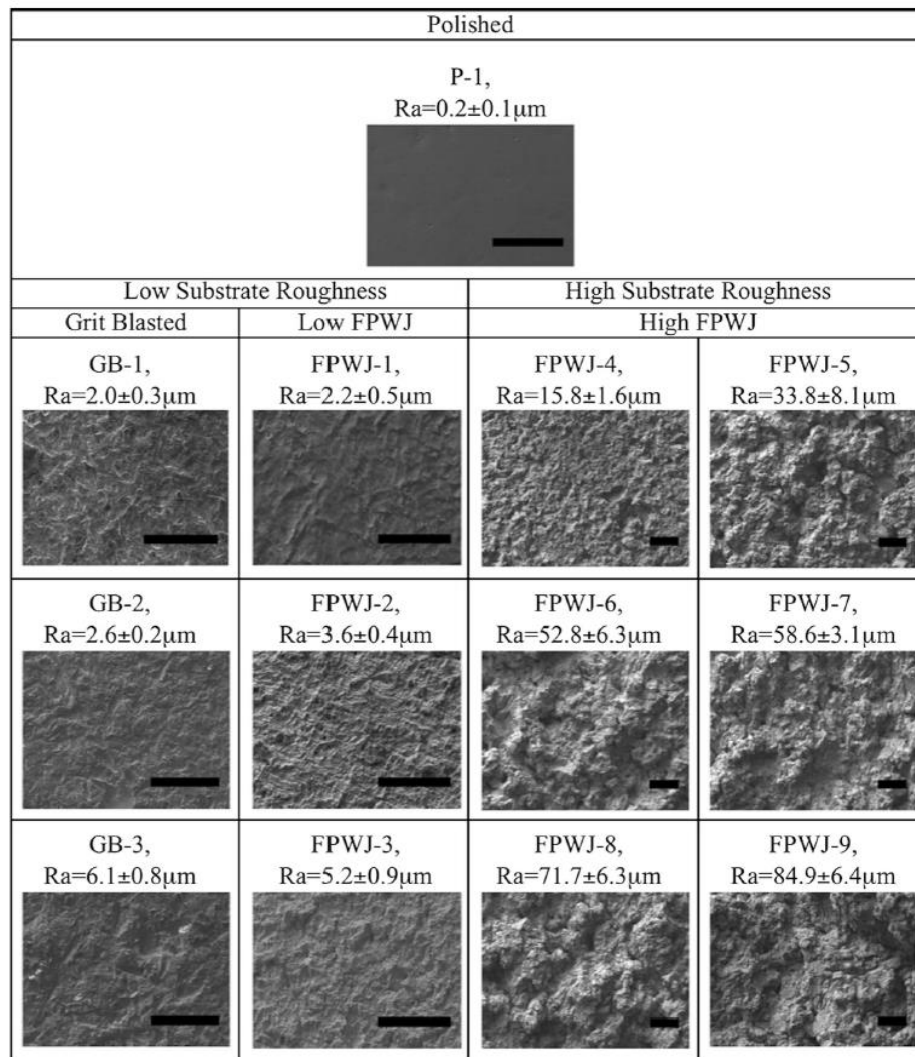 Polished
P-1,
Ra=0.2±0.1μm
Low Substrate Roughness
High Substrate Roughness
Grit Blasted
Low FPWJ
High FPWJ
GB-1,
Ra=2.0±0.3μm
FPWJ-1,
Ra=2.2±0.5μm
FPWJ-4,
Ra=15.8±1.6μm
FPWJ-5,
Ra=33.8±8.1μm
GB-2,
Ra=2.6±0.2μm
FPWJ-2,
Ra=3.6±0.4μm
FPWJ-6,
Ra=52.8±6.3μm
FPWJ-7,
Ra=58.6±3.1μm
GB-3,
Ra=6.1±0.8μm
FPWJ-3,
Ra=5.2±0.9μm
FPWJ-8,
Ra=71.7±6.3μm
FPWJ-9,
Ra=84.9±6.4μm